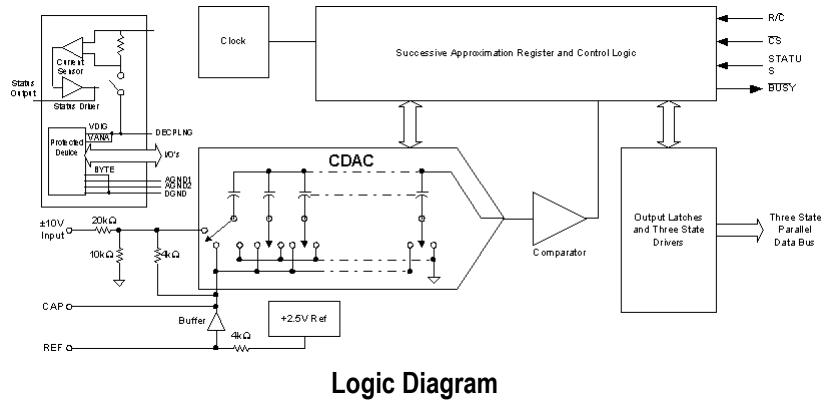 Clock
Successive Approximation Register and Control Logic
R/C̅
C̅S̅
STATU
S
B̅U̅S̅Y̅
Current
Sensor
Status
Output
Status Driver
VDIG
VANA
DECPLNG
Protected
Device
I/O's
BYTE
AGND1
AGND2
DGND
CDAC
±10V
Input
20kΩ
10kΩ
4kΩ
Comparator
Output Latches
and Three State
Drivers
Three State
Parallel
Data Bus
CAP
Buffer
+2.5V Ref
4kΩ
REF
Logic Diagram